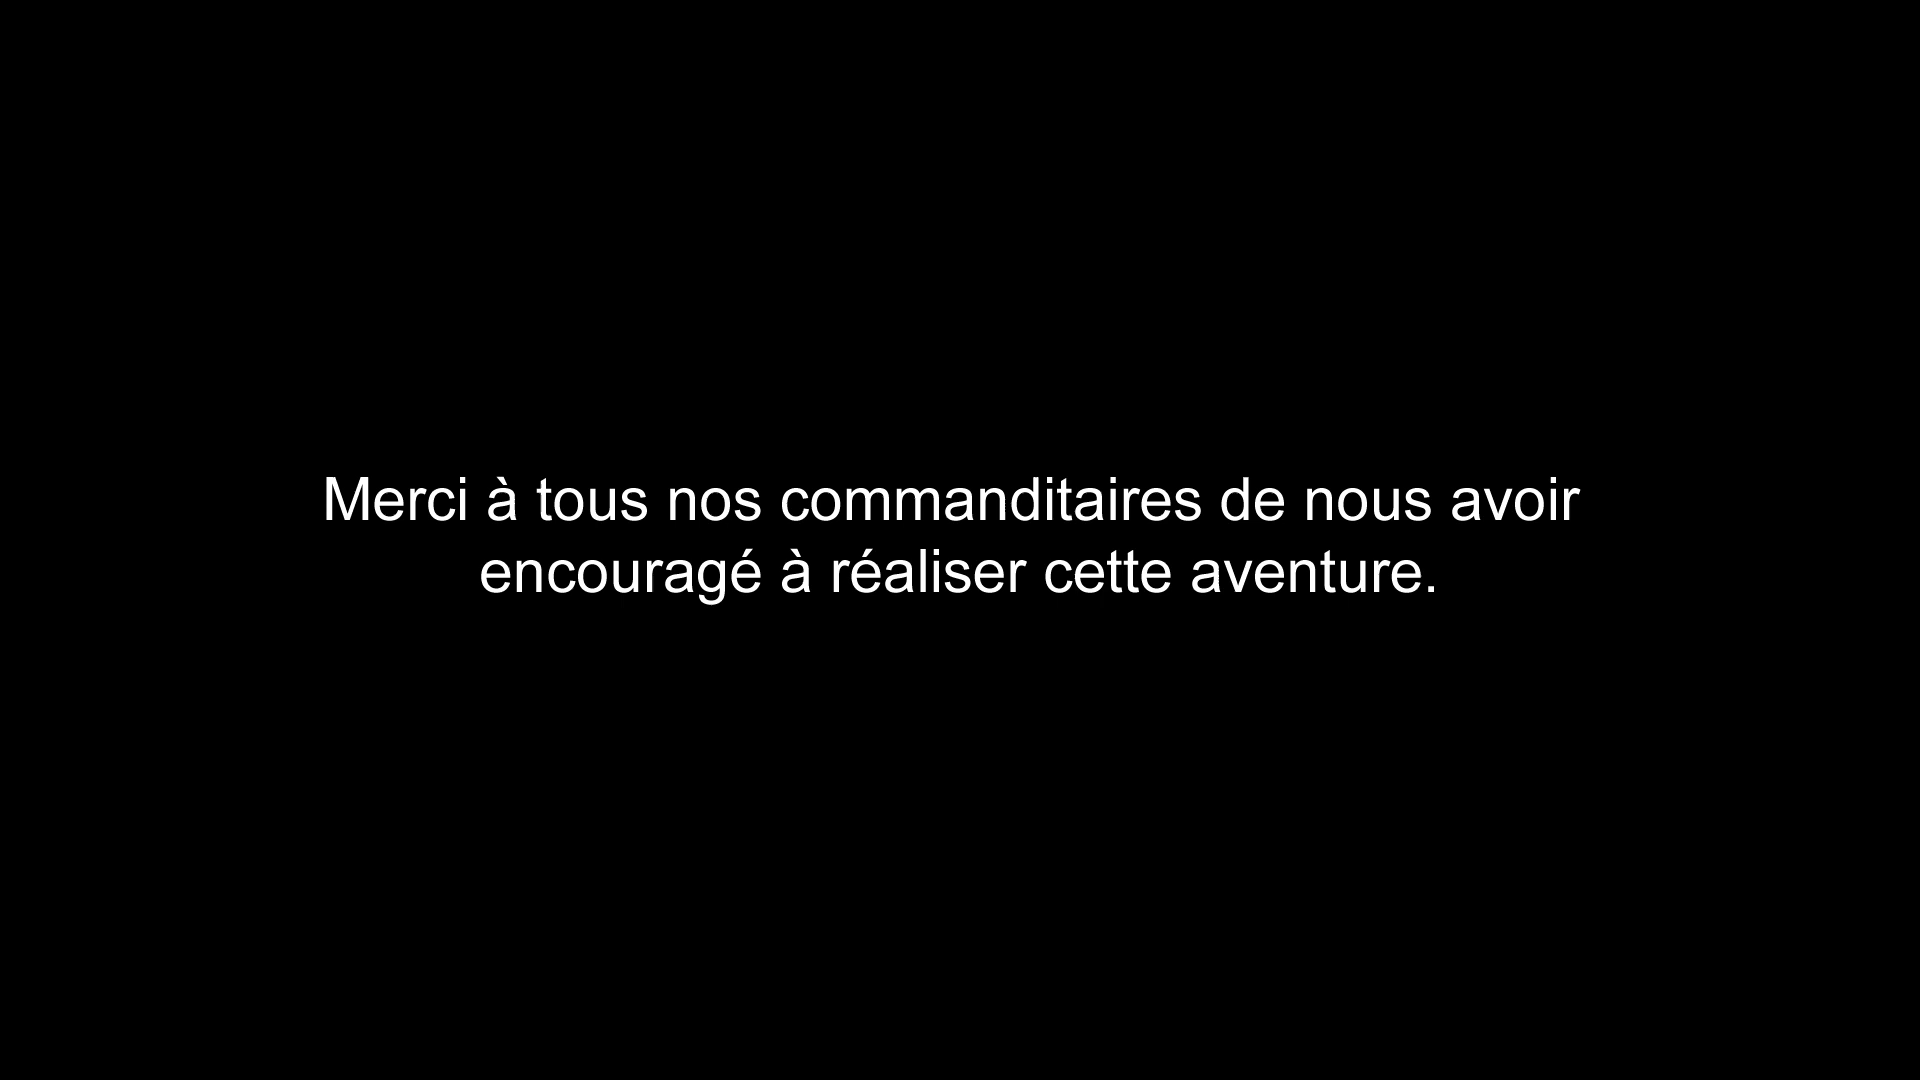 Merci à tous nos commanditaires de nous avoir
encouragé à réaliser cette aventure.